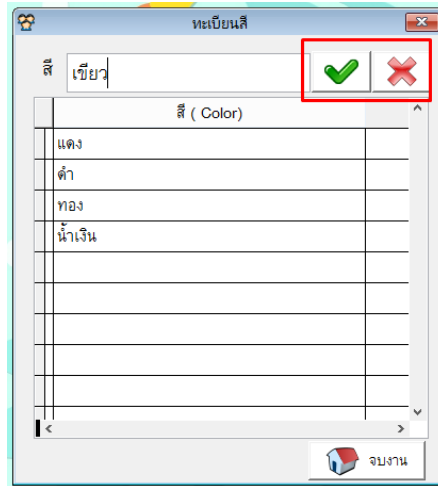 ทะเบียนสี
สี เขียว
สี ( Color)
แดง
ดำ
ทอง
น้ำเงิน
จบงาน